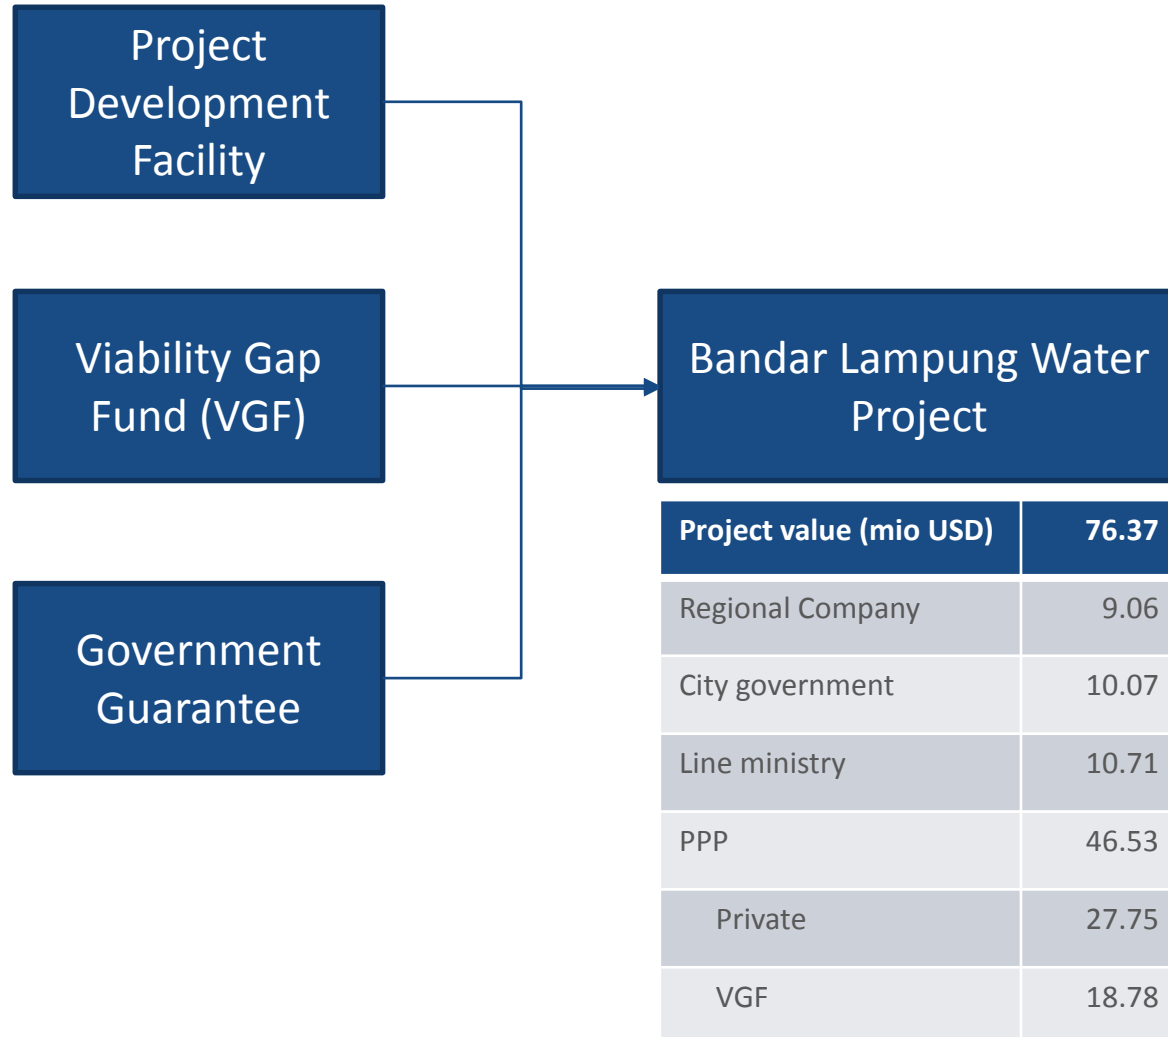 Project
Development
Facility
Viability Gap
Fund (VGF)
Government
Guarantee
Bandar Lampung Water
Project
Project value (mio USD) 76.37
Regional Company 9.06
City government 10.07
Line ministry 10.71
PPP 46.53
Private 27.75
VGF 18.78